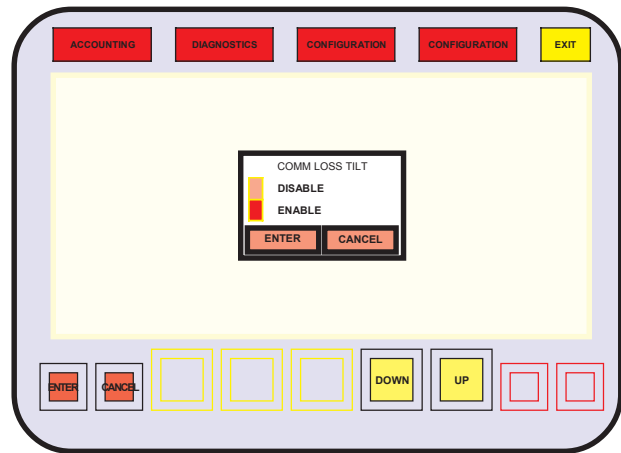 ACCOUNTING DIAGNOSTICS CONFIGURATION CONFIGURATION EXIT
COMM LOSS TILT
DISABLE
ENABLE
ENTER CANCEL
ENTER CANCEL DOWN UP